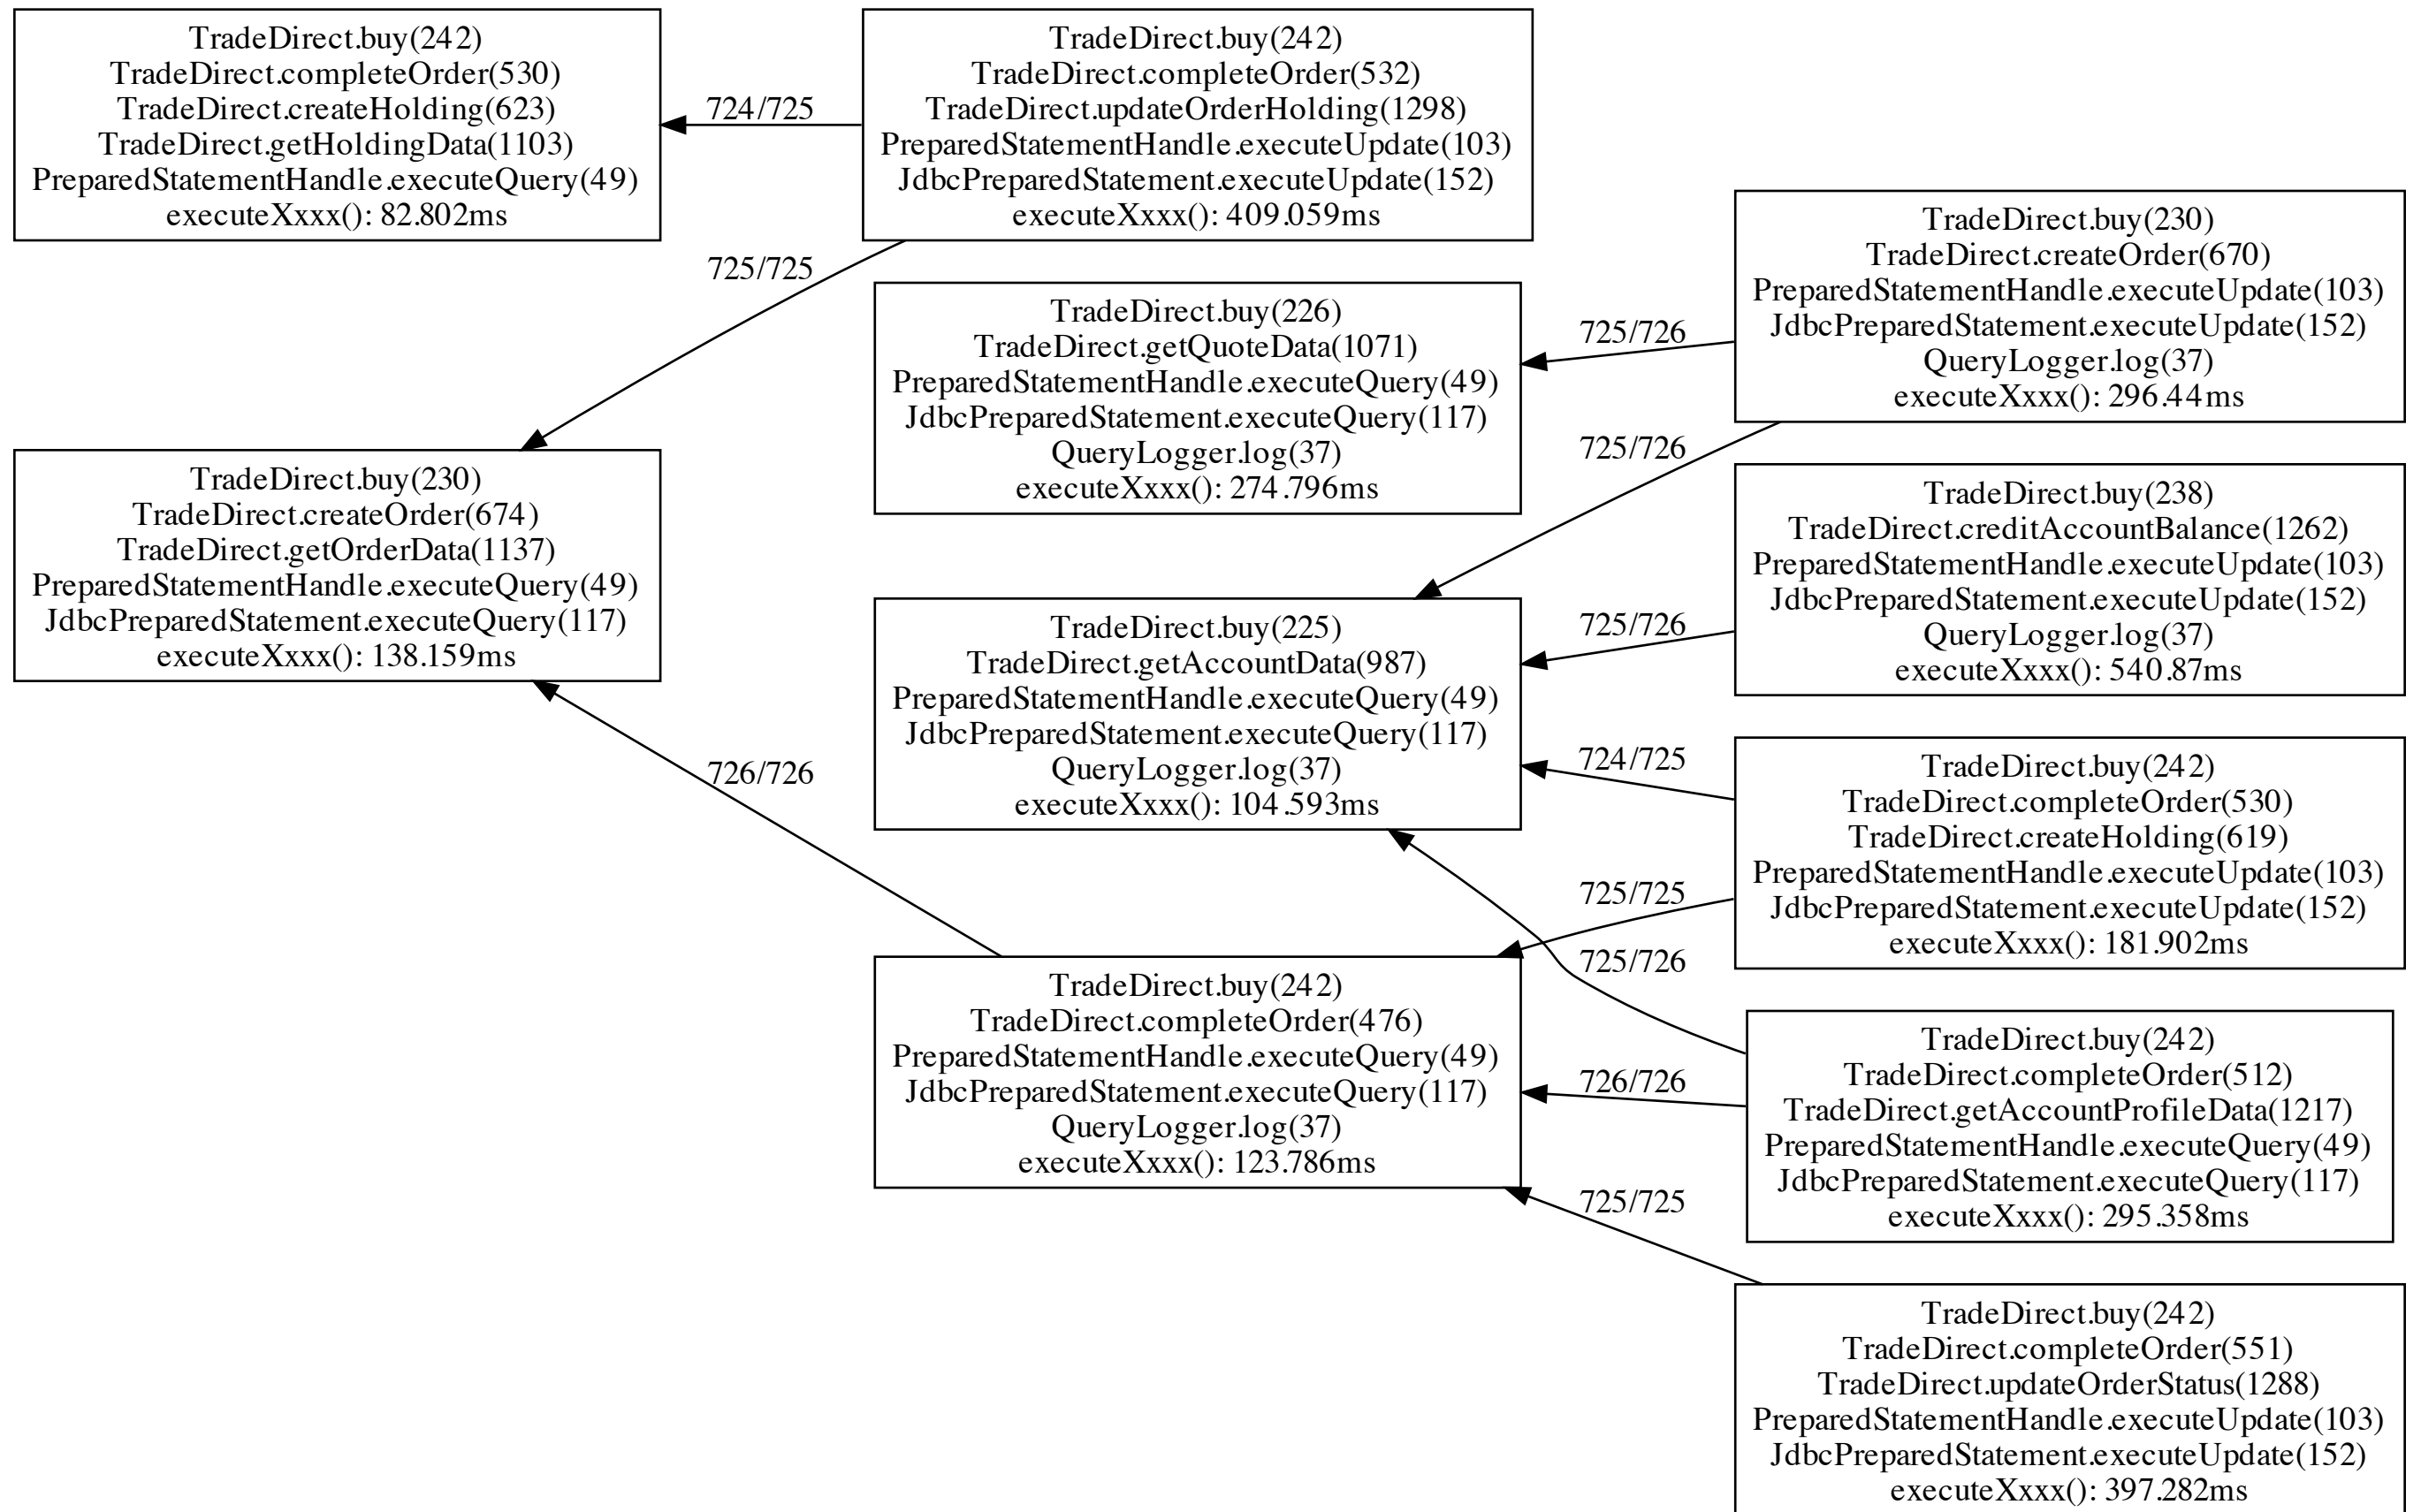 TradeDirect.buy(242)
TradeDirect.completeOrder(530)
TradeDirect.createHolding(623)
TradeDirect.getHoldingData(1103)
PreparedStatementHandle.executeQuery(49)
executeXxxx(): 82.802ms
724/725
TradeDirect.buy(242)
TradeDirect.completeOrder(532)
TradeDirect.updateOrderHolding(1298)
PreparedStatementHandle.executeUpdate(103)
JdbcPreparedStatement.executeUpdate(152)
executeXxxx(): 409.059ms
725/725
TradeDirect.buy(230)
TradeDirect.createOrder(674)
TradeDirect.getOrderData(1137)
PreparedStatementHandle.executeQuery(49)
JdbcPreparedStatement.executeQuery(117)
executeXxxx(): 138.159ms
726/726
TradeDirect.buy(226)
TradeDirect.getQuoteData(1071)
PreparedStatementHandle.executeQuery(49)
JdbcPreparedStatement.executeQuery(117)
QueryLogger.log(37)
executeXxxx(): 274.796ms
725/726
725/726
TradeDirect.buy(225)
TradeDirect.getAccountData(987)
PreparedStatementHandle.executeQuery(49)
JdbcPreparedStatement.executeQuery(117)
QueryLogger.log(37)
executeXxxx(): 104.593ms
725/726
724/725
725/725
725/726
TradeDirect.buy(242)
TradeDirect.completeOrder(476)
PreparedStatementHandle.executeQuery(49)
JdbcPreparedStatement.executeQuery(117)
QueryLogger.log(37)
executeXxxx(): 123.786ms
726/726
725/725
TradeDirect.buy(230)
TradeDirect.createOrder(670)
PreparedStatementHandle.executeUpdate(103)
JdbcPreparedStatement.executeUpdate(152)
QueryLogger.log(37)
executeXxxx(): 296.44ms
TradeDirect.buy(238)
TradeDirect.creditAccountBalance(1262)
PreparedStatementHandle.executeUpdate(103)
JdbcPreparedStatement.executeUpdate(152)
QueryLogger.log(37)
executeXxxx(): 540.87ms
TradeDirect.buy(242)
TradeDirect.completeOrder(530)
TradeDirect.createHolding(619)
PreparedStatementHandle.executeUpdate(103)
JdbcPreparedStatement.executeUpdate(152)
executeXxxx(): 181.902ms
TradeDirect.buy(242)
TradeDirect.completeOrder(512)
TradeDirect.getAccountProfileData(1217)
PreparedStatementHandle.executeQuery(49)
JdbcPreparedStatement.executeQuery(117)
executeXxxx(): 295.358ms
TradeDirect.buy(242)
TradeDirect.completeOrder(551)
TradeDirect.updateOrderStatus(1288)
PreparedStatementHandle.executeUpdate(103)
JdbcPreparedStatement.executeUpdate(152)
executeXxxx(): 397.282ms